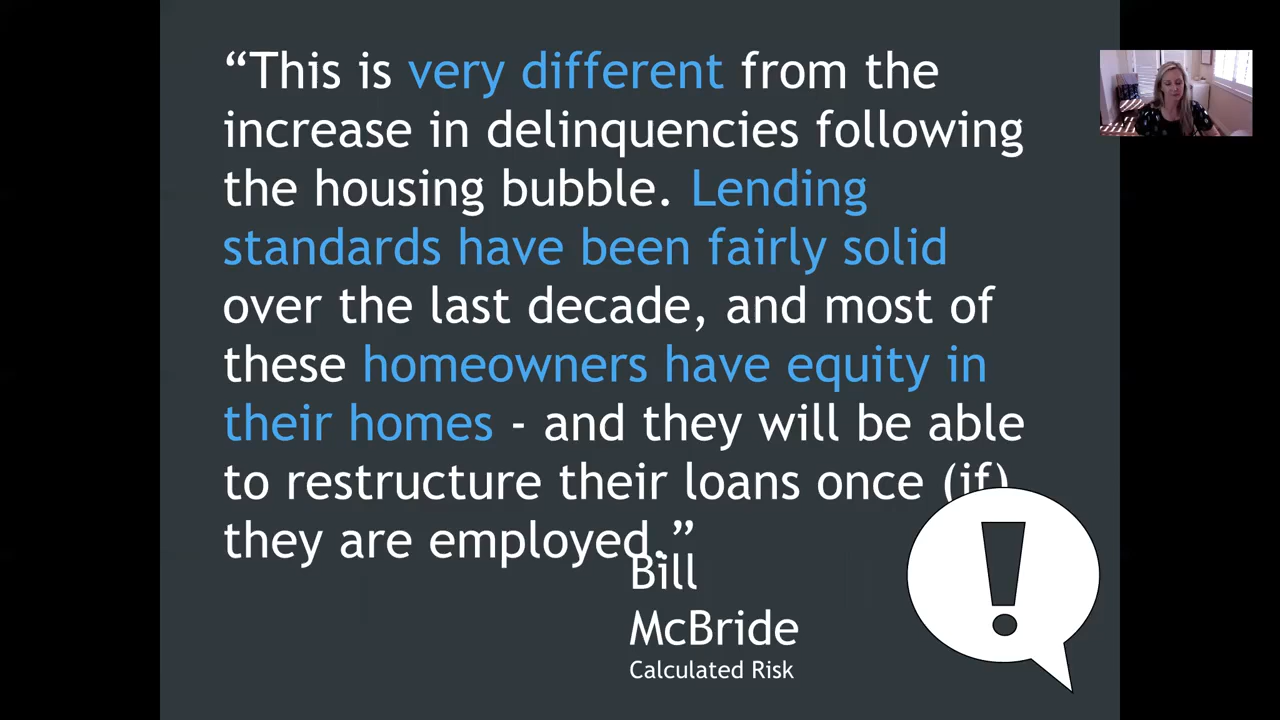 “This is very different from the
increase in delinquencies following
the housing bubble. Lending
standards have been fairly solid
over the last decade, and most of
these homeowners have equity in
their homes - and they will be able
to restructure their loans once (if)
they are employed.”
Bill
McBride
Calculated Risk
!